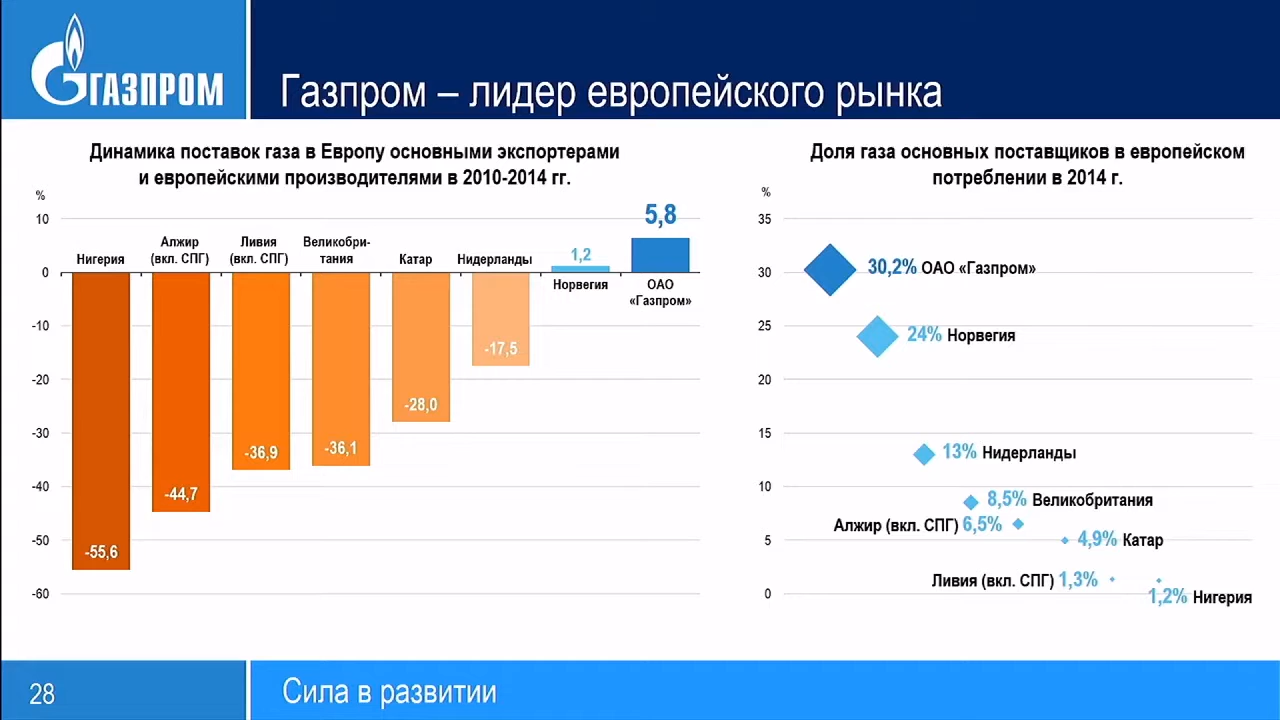 ГАЗПРОМ
Газпром – лидер европейского рынка
Динамика поставок газа в Европу основными экспортерами
и европейскими производителями в 2010-2014 гг.
%
10
0
-10
-20
-30
-40
-50
-60
Нигерия
Алжир
(вкл. СПГ)
Ливия
(вкл. СПГ)
Великобри-
тания
Катар
Нидерланды
1,2
Норвегия
5,8
ОАО
«Газпром»
-55,6
-44,7
-36,9
-36,1
-28,0
-17,5
Доля газа основных поставщиков в европейском
потреблении в 2014 г.
%
35
30
25
20
15
10
5
0
30,2% ОАО «Газпром»
24% Норвегия
13% Нидерланды
8,5% Великобритания
Алжир (вкл. СПГ) 6,5%
4,9% Катар
Ливия (вкл. СПГ) 1,3%
1,2% Нигерия
28
Сила в развитии